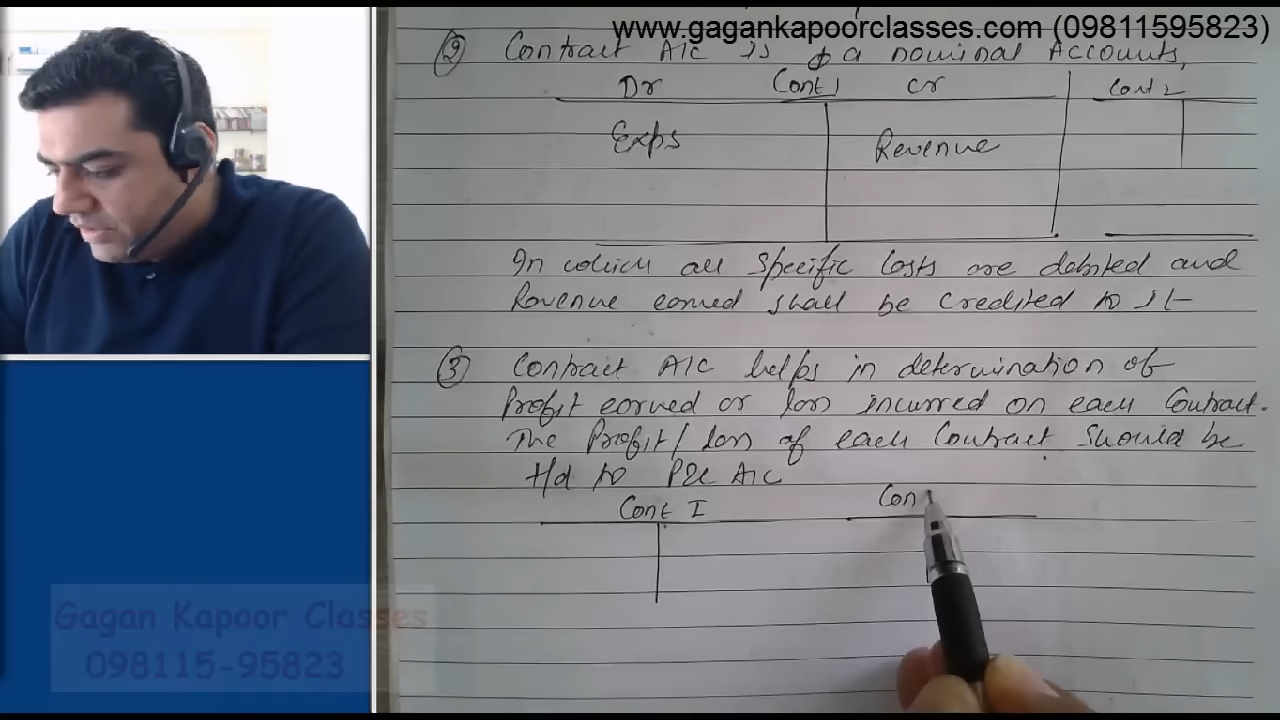 www.gagankapoorclasses.com (09811595823)
② Contract A/C is a nominal Accounts,
Dr Cont 1 Cr Cont 2
Exps Revenue
In which all Specific Costs are debited and
Revenue earned shall be Credited to It
③ Contract A/C helps in determination of
Profit earned or loss incurred on each Contract.
The Profit/loss of each Contract should be
t/d to P&L A/C
Cont I Con
Gagan Kapoor Classes
098115-95823